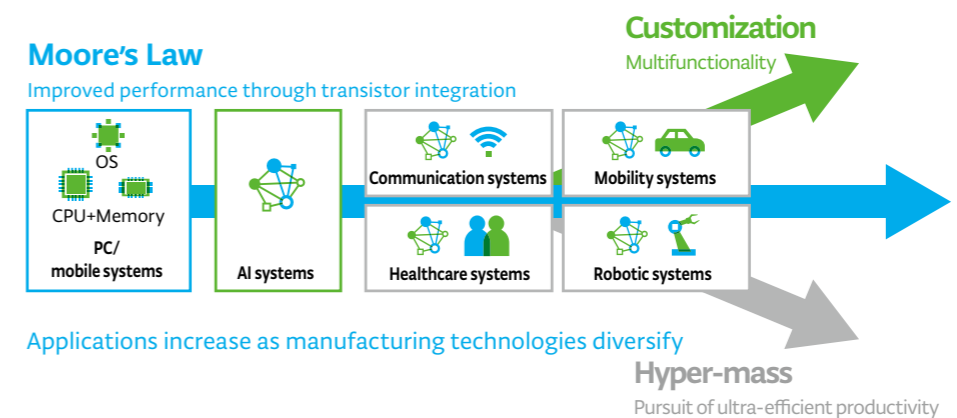 Customization
Multifunctionality
Moore's Law
Improved performance through transistor integration
OS
CPU+Memory
PC/
mobile systems
AI systems
Communication systems
Mobility systems
Healthcare systems
Robotic systems
Applications increase as manufacturing technologies diversify
Hyper-mass
Pursuit of ultra-efficient productivity